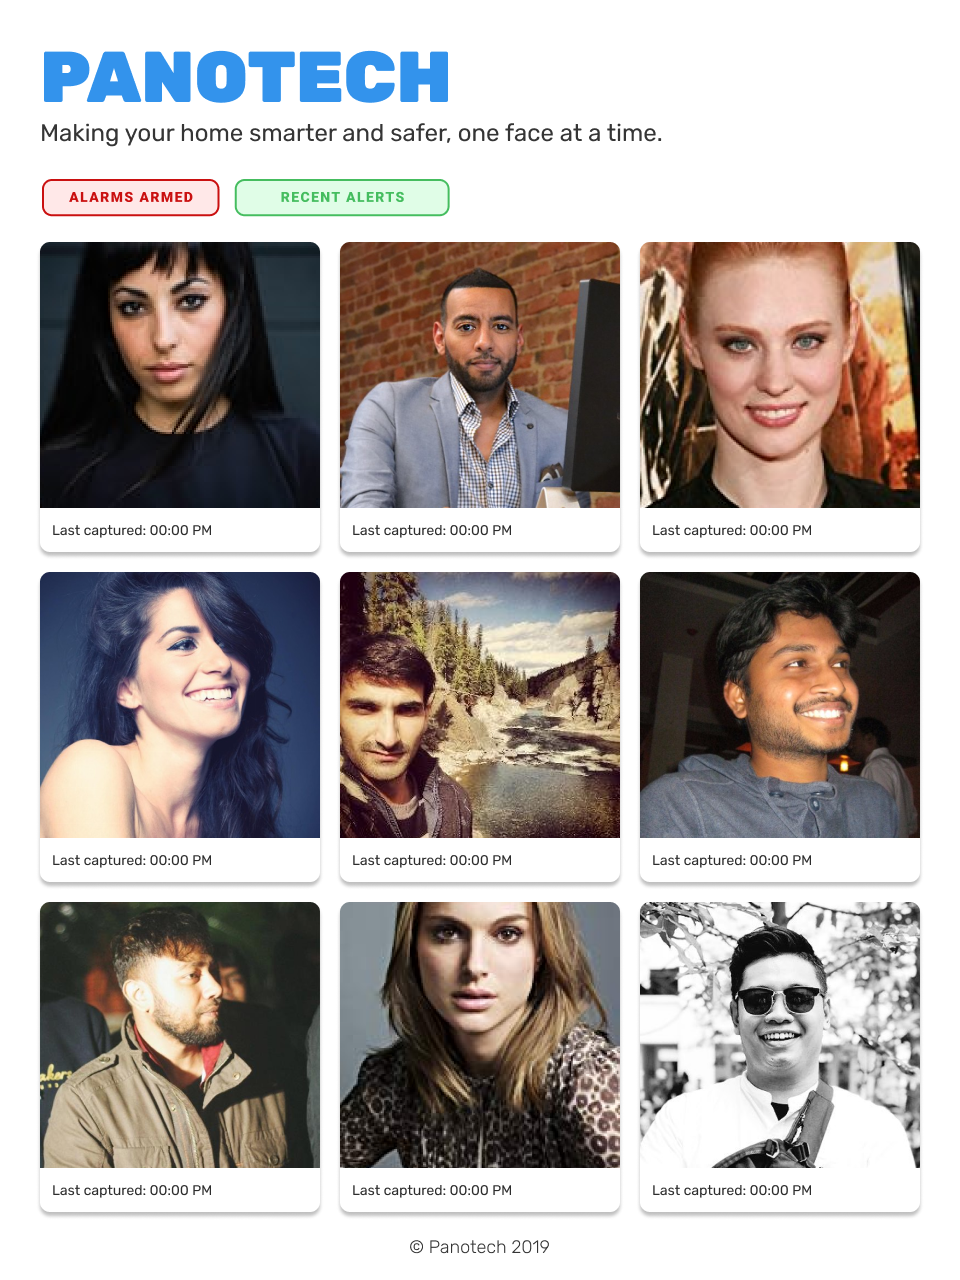 PANOTECH
Making your home smarter and safer, one face at a time.
ALARMS ARMED RECENT ALERTS
Last captured: 00:00 PM Last captured: 00:00 PM Last captured: 00:00 PM
Last captured: 00:00 PM Last captured: 00:00 PM Last captured: 00:00 PM
Last captured: 00:00 PM Last captured: 00:00 PM Last captured: 00:00 PM
© Panotech 2019